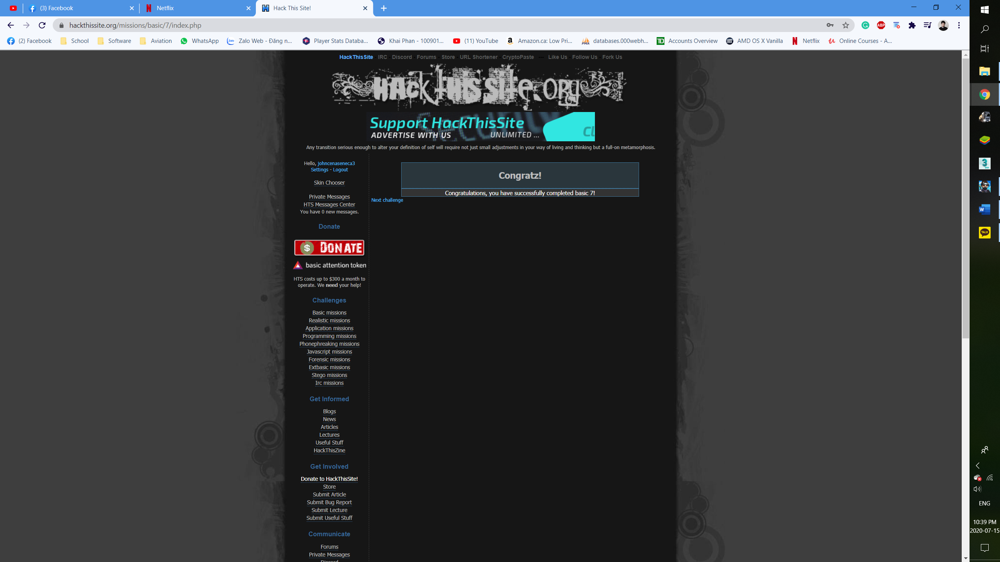 (3) Facebook
Netflix
Hack This Site!
hackthissite.org/missions/basic/7/index.php
ABP
(2) Facebook
School
Software
Aviation
WhatsApp
Zalo Web - Đăng n...
Player Stats Databa...
Khai Phan - 100901...
(11) YouTube
Amazon.ca: Low Pri...
databases.000webh...
Accounts Overview
AMD OS X Vanilla
Netflix
Online Courses - A...
HackThisSite - IRC - Discord - Forums - Store - URL Shortener - CryptoPaste --- Like Us - Follow Us - Fork Us
HACK THIS SITE.ORG
Support HackThisSite
ADVERTISE WITH US UNLIMITED ...
Any transition serious enough to alter your definition of self will require not just small adjustments in your way of living and thinking but a full-on metamorphosis.
Hello, johncenaseneca3
Settings - Logout
Skin Chooser
Private Messages
HTS Messages Center
You have 0 new messages.
Donate
$ DONATE
basic attention token
HTS costs up to $300 a month to
operate. We need your help!
Challenges
Basic missions
Realistic missions
Application missions
Programming missions
Phonephreaking missions
Javascript missions
Forensic missions
Extbasic missions
Stego missions
Irc missions
Get Informed
Blogs
News
Articles
Lectures
Useful Stuff
HackThisZine
Get Involved
Donate to HackThisSite!
Store
Submit Article
Submit Bug Report
Submit Lecture
Submit Useful Stuff
Communicate
Forums
Private Messages
Discord
Congratz!
Congratulations, you have successfully completed basic 7!
Next challenge
3
MAX
W
TALK
ENG
10:39 PM
2020-07-15